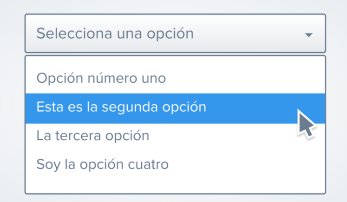 Selecciona una opción
Opción número uno
Esta es la segunda opción
La tercera opción
Soy la opción cuatro